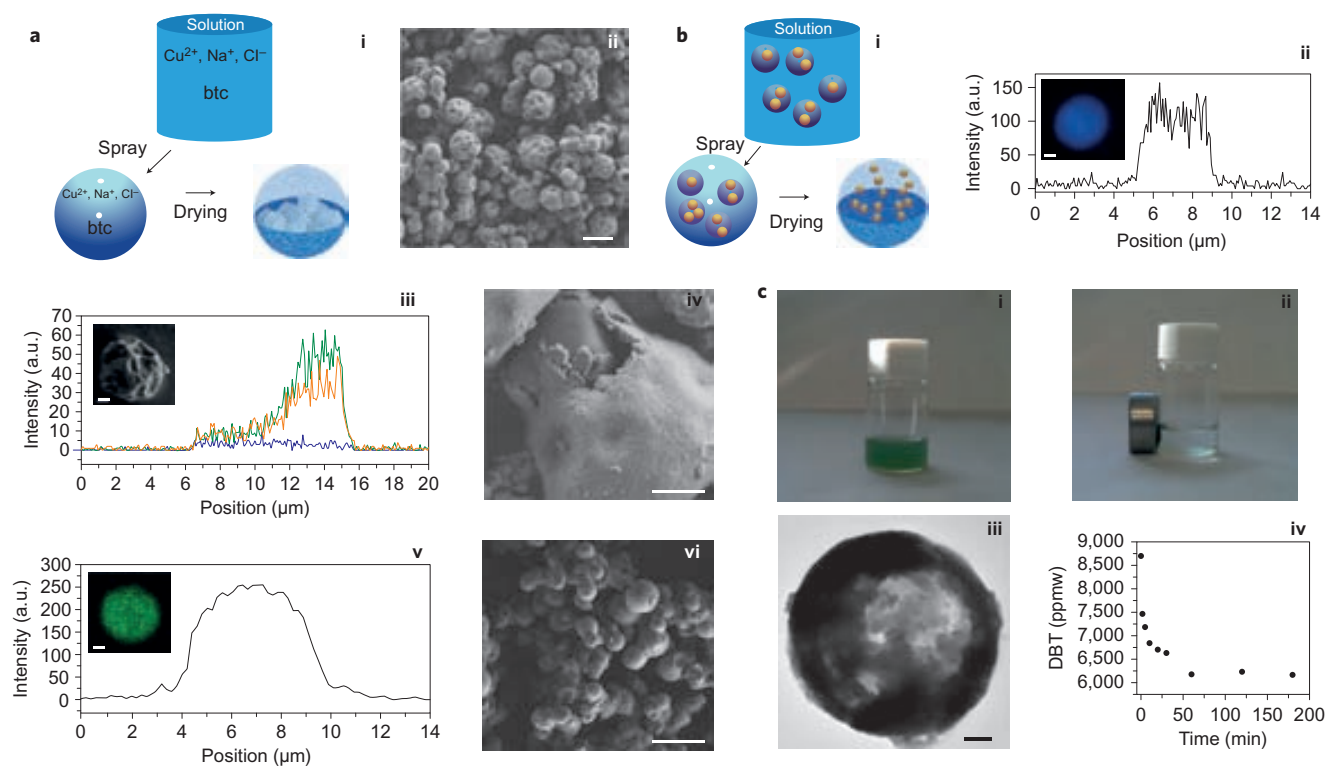 a
Solution
Cu²⁺, Na⁺, Cl⁻
btc
i
Spray
Cu²⁺, Na⁺, Cl⁻
btc
Drying
ii
b
Solution
i
Spray
Drying
ii
Intensity (a.u.)
150
100
50
0
0 2 4 6 8 10 12 14
Position (µm)
iii
Intensity (a.u.)
70
60
50
40
30
20
10
0
0 2 4 6 8 10 12 14 16 18 20
Position (µm)
iv
c
i
ii
v
Intensity (a.u.)
300
250
200
150
100
50
0
0 2 4 6 8 10 12 14
Position (µm)
vi
iii
iv
DBT (ppmw)
9,000
8,500
8,000
7,500
7,000
6,500
6,000
0 50 100 150 200
Time (min)